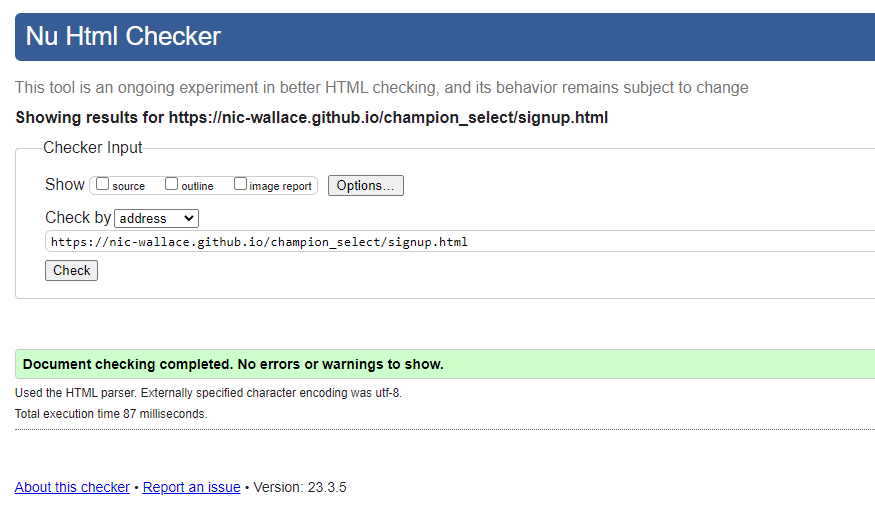 Nu Html Checker
This tool is an ongoing experiment in better HTML checking, and its behavior remains subject to change
Showing results for https://nic-wallace.github.io/champion_select/signup.html
Checker Input
Show source outline image report Options...
Check by address
https://nic-wallace.github.io/champion_select/signup.html
Check
Document checking completed. No errors or warnings to show.
Used the HTML parser. Externally specified character encoding was utf-8.
Total execution time 87 milliseconds.
About this checker • Report an issue • Version: 23.3.5